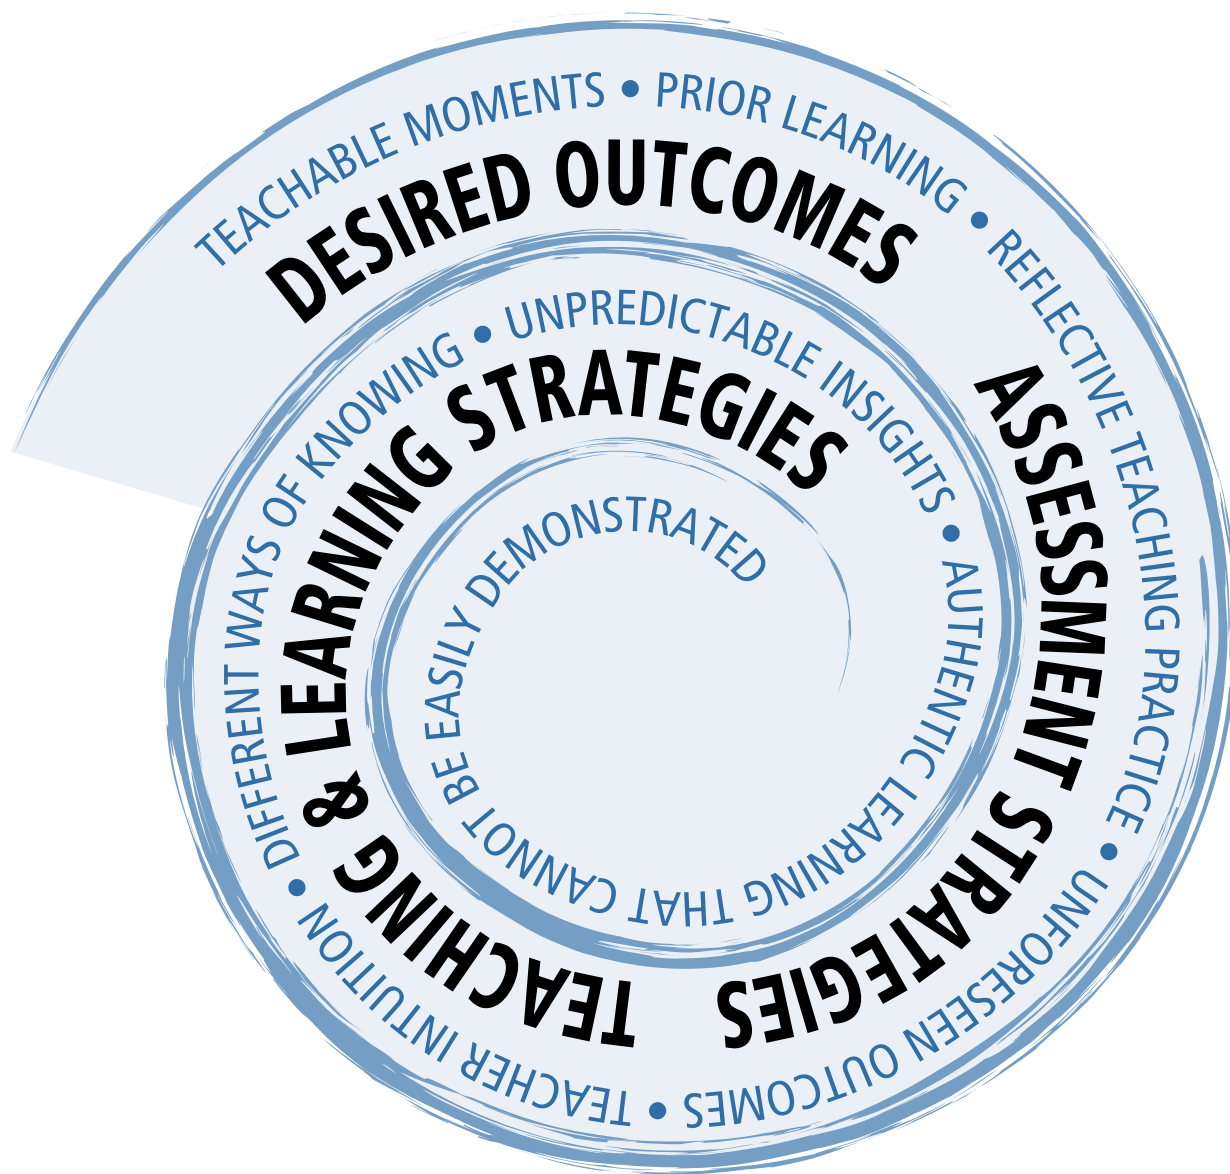 TEACHABLE MOMENTS • PRIOR LEARNING • REFLECTIVE TEACHING PRACTICE • UNFORESEEN OUTCOMES • TEACHER INTUITION • DIFFERENT WAYS OF KNOWING • UNPREDICTABLE INSIGHTS • AUTHENTIC LEARNING THAT CANNOT BE EASILY DEMONSTRATED
DESIRED OUTCOMES
ASSESSMENT STRATEGIES
TEACHING & LEARNING STRATEGIES